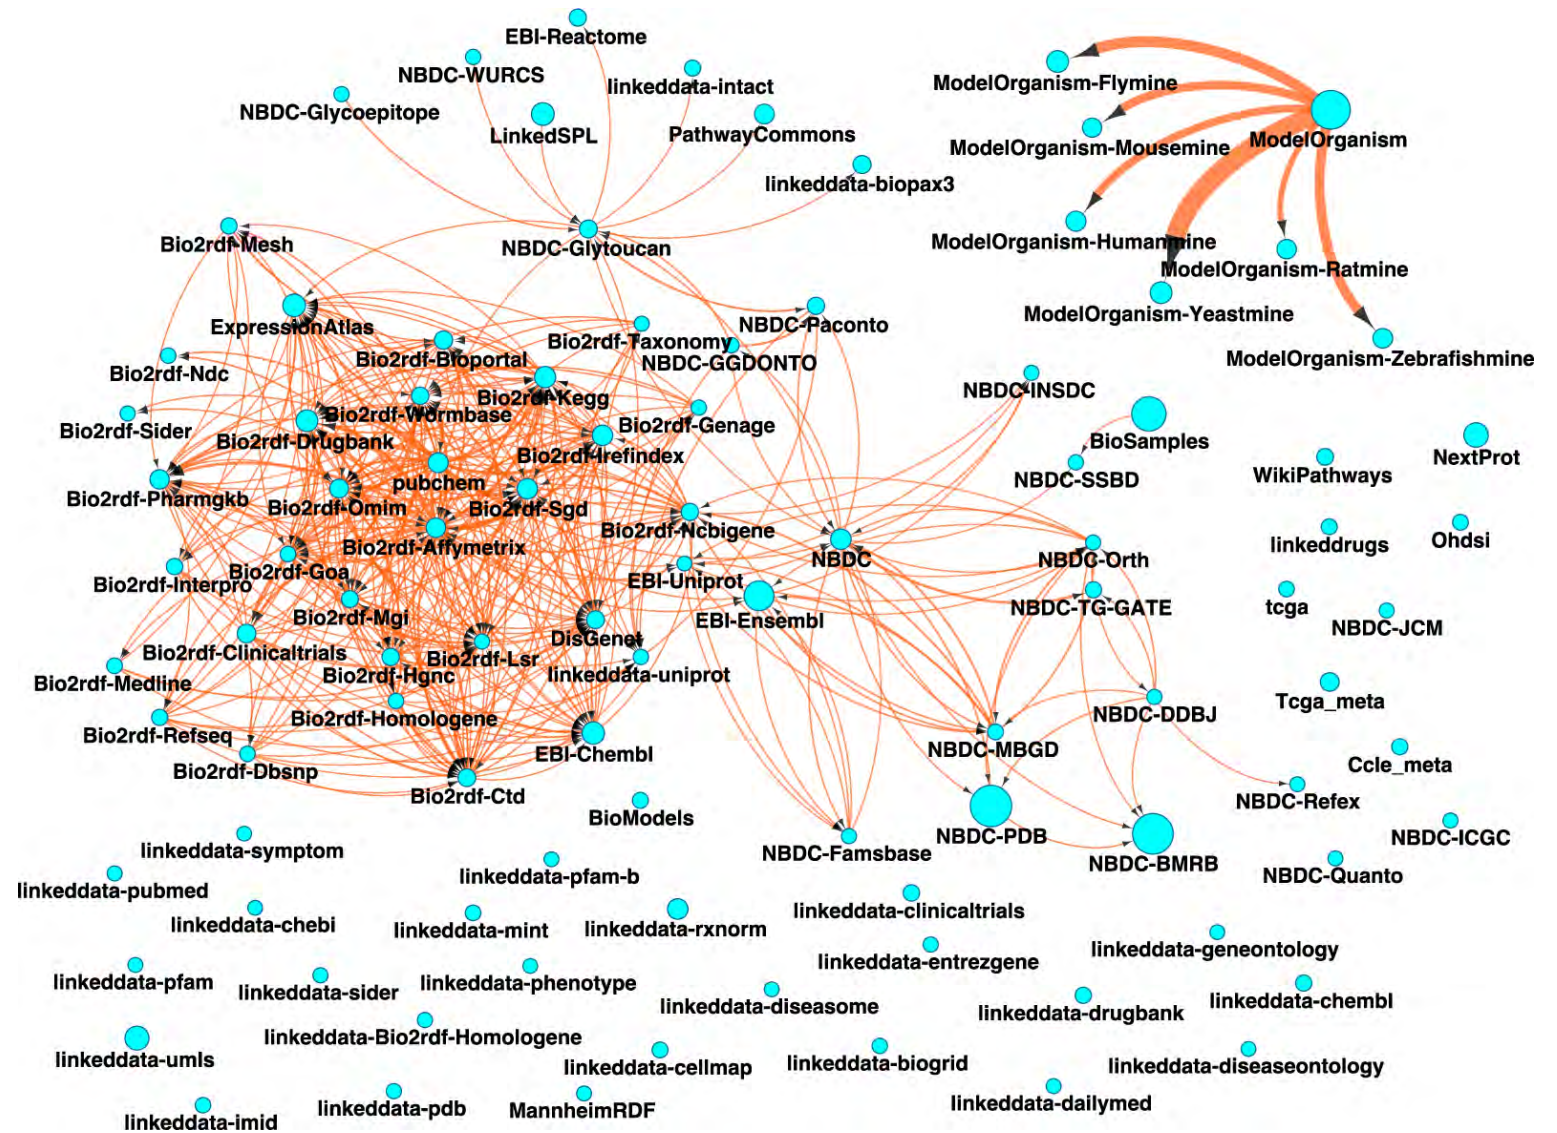 EBI-Reactome
NBDC-WURCS
linkeddata-intact
ModelOrganism-Flymine
NBDC-Glycoepitope
LinkedSPL
PathwayCommons
ModelOrganism-Mousemine
ModelOrganism
linkeddata-biopax3
Bio2rdf-Mesh
NBDC-Glytoucan
ModelOrganism-Humanmine
ModelOrganism-Ratmine
ModelOrganism-Yeastmine
ExpressionAtlas
NBDC-Paconto
Bio2rdf-Taxonomy
Bio2rdf-Bioportal
NBDC-GGDONTO
ModelOrganism-Zebrafishmine
Bio2rdf-Ndc
NBDC-INSDC
Bio2rdf-Kegg
Bio2rdf-Wormbase
Bio2rdf-Genage
Bio2rdf-Sider
Bio2rdf-Drugbank
BioSamples
Bio2rdf-Irefindex
NextProt
WikiPathways
NBDC-SSBD
pubchem
Bio2rdf-Pharmgkb
Bio2rdf-Omim
Bio2rdf-Sgd
Bio2rdf-Ncbigene
Ohdsi
linkeddrugs
Bio2rdf-Affymetrix
NBDC
NBDC-Orth
Bio2rdf-Goa
EBI-Uniprot
Bio2rdf-Interpro
NBDC-TG-GATE
tcga
Bio2rdf-Mgi
EBI-Ensembl
NBDC-JCM
DisGenet
Bio2rdf-Clinicaltrials
Bio2rdf-Lsr
Bio2rdf-Hgnc
linkeddata-uniprot
Bio2rdf-Medline
Tcga_meta
NBDC-DDBJ
Bio2rdf-Homologene
Bio2rdf-Refseq
NBDC-MBGD
EBI-Chembl
Ccle_meta
Bio2rdf-Dbsnp
Bio2rdf-Ctd
NBDC-Refex
BioModels
NBDC-PDB
NBDC-ICGC
linkeddata-symptom
NBDC-Famsbase
NBDC-BMRB
NBDC-Quanto
linkeddata-pfam-b
linkeddata-pubmed
linkeddata-clinicaltrials
linkeddata-chebi
linkeddata-mint
linkeddata-rxnorm
linkeddata-geneontology
linkeddata-entrezgene
linkeddata-pfam
linkeddata-sider
linkeddata-phenotype
linkeddata-diseasome
linkeddata-chembl
linkeddata-drugbank
linkeddata-Bio2rdf-Homologene
linkeddata-umls
linkeddata-cellmap
linkeddata-biogrid
linkeddata-diseaseontology
linkeddata-dailymed
linkeddata-pdb
MannheimRDF
linkeddata-imid